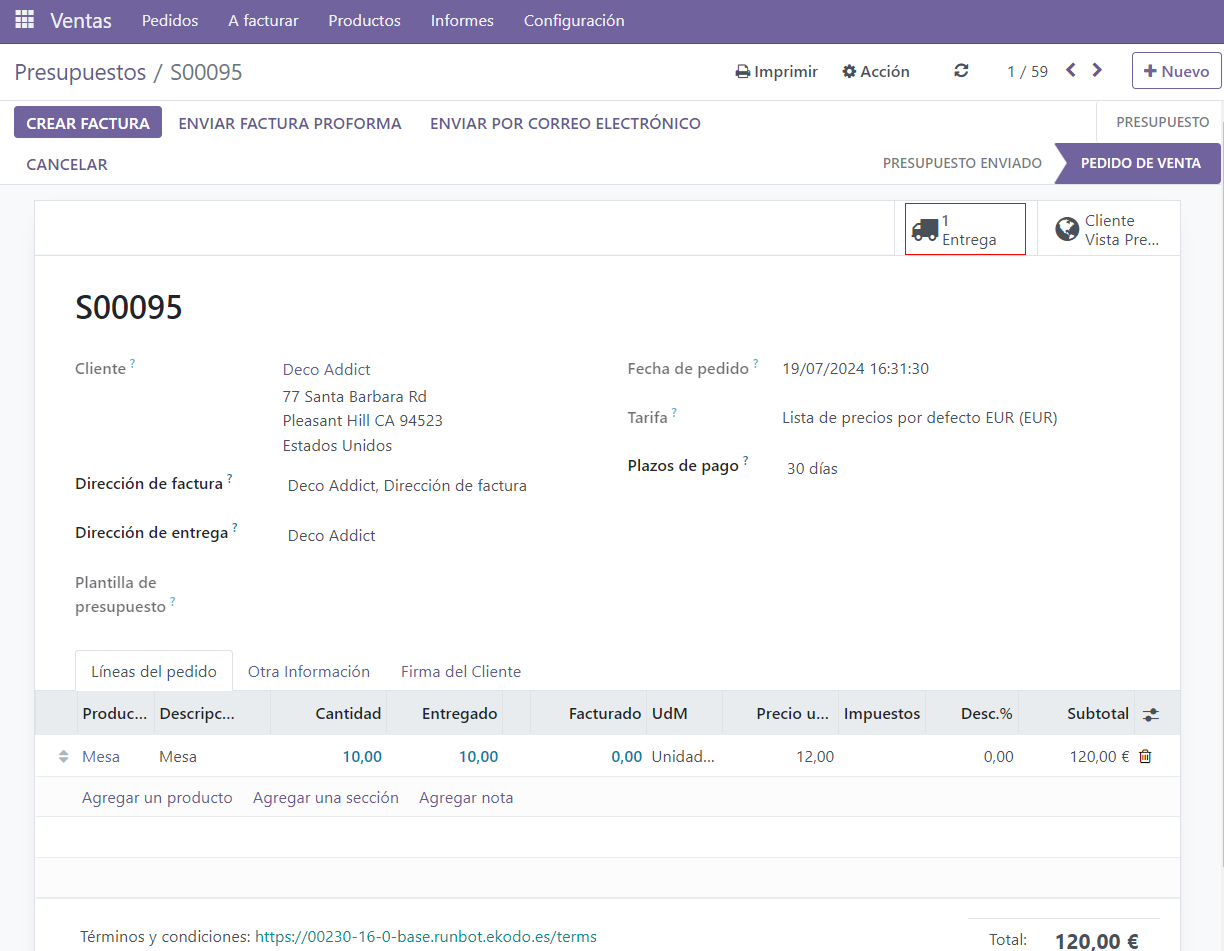 Ventas Pedidos A facturar Productos Informes Configuración
Presupuestos / S00095 Imprimir Acción 1 / 59 Nuevo
CREAR FACTURA ENVIAR FACTURA PROFORMA ENVIAR POR CORREO ELECTRÓNICO PRESUPUESTO
CANCELAR PRESUPUESTO ENVIADO PEDIDO DE VENTA
1
Entrega
Cliente
Vista Pre...
S00095
Cliente ? Deco Addict
77 Santa Barbara Rd
Pleasant Hill CA 94523
Estados Unidos
Dirección de factura ? Deco Addict, Dirección de factura
Dirección de entrega ? Deco Addict
Plantilla de
presupuesto ?
Fecha de pedido ? 19/07/2024 16:31:30
Tarifa ? Lista de precios por defecto EUR (EUR)
Plazos de pago ? 30 días
Líneas del pedido Otra Información Firma del Cliente
Produc... Descripc... Cantidad Entregado Facturado UdM Precio u... Impuestos Desc.% Subtotal
Mesa Mesa 10,00 10,00 0,00 Unidad... 12,00 0,00 120,00 €
Agregar un producto Agregar una sección Agregar nota
Términos y condiciones: https://00230-16-0-base.runbot.ekodo.es/terms
Total: 120,00 €